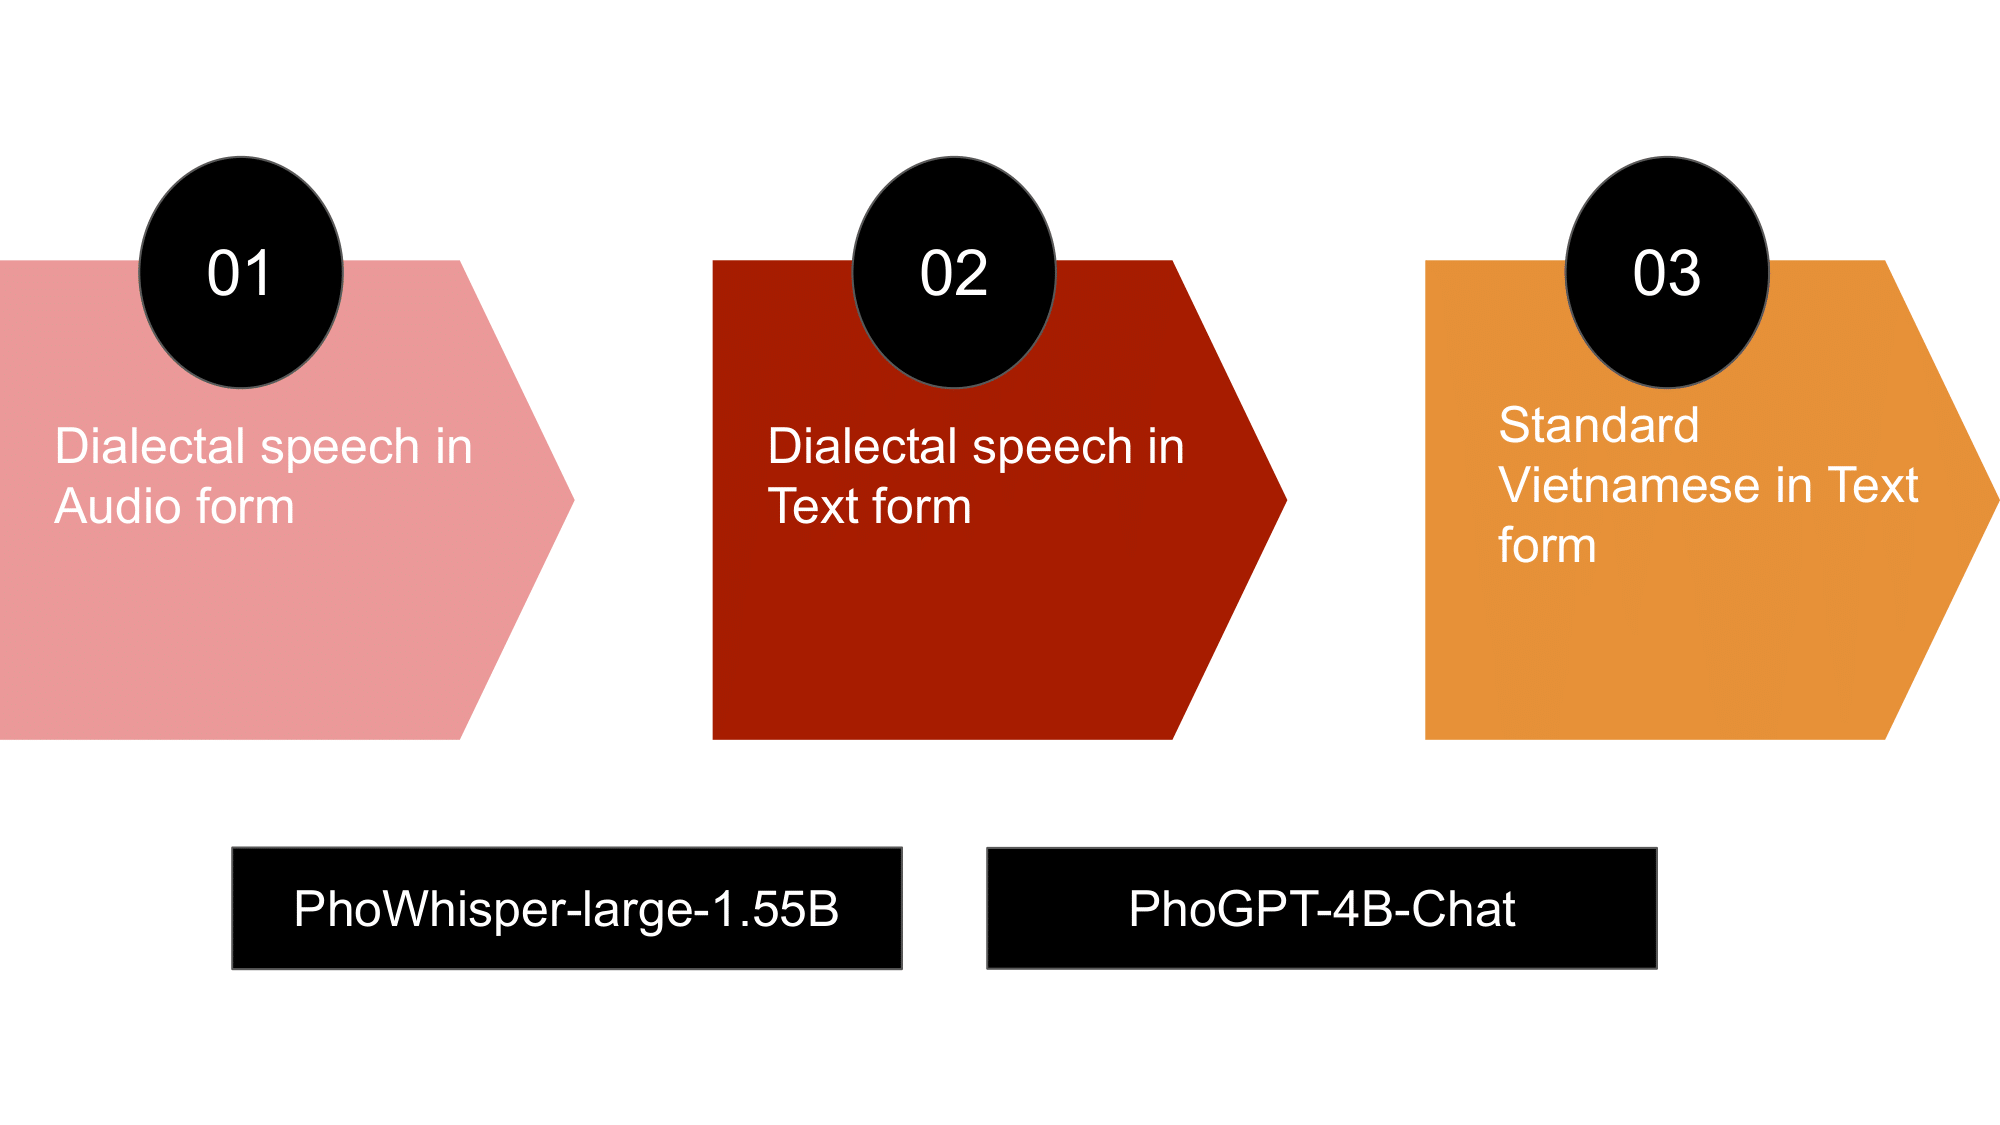 01
Dialectal speech in
Audio form
02
Dialectal speech in
Text form
03
Standard
Vietnamese in Text
form
PhoWhisper-large-1.55B
PhoGPT-4B-Chat